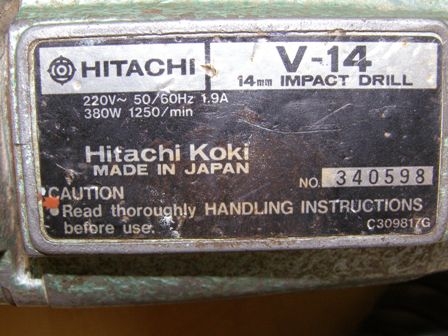 HITACHI
V-14
14mm IMPACT DRILL
220V~ 50/60Hz 1.9A
380W 1250/min
Hitachi Koki
MADE IN JAPAN
NO. 340598
CAUTION
• Read thoroughly HANDLING INSTRUCTIONS
before use.
C309817G